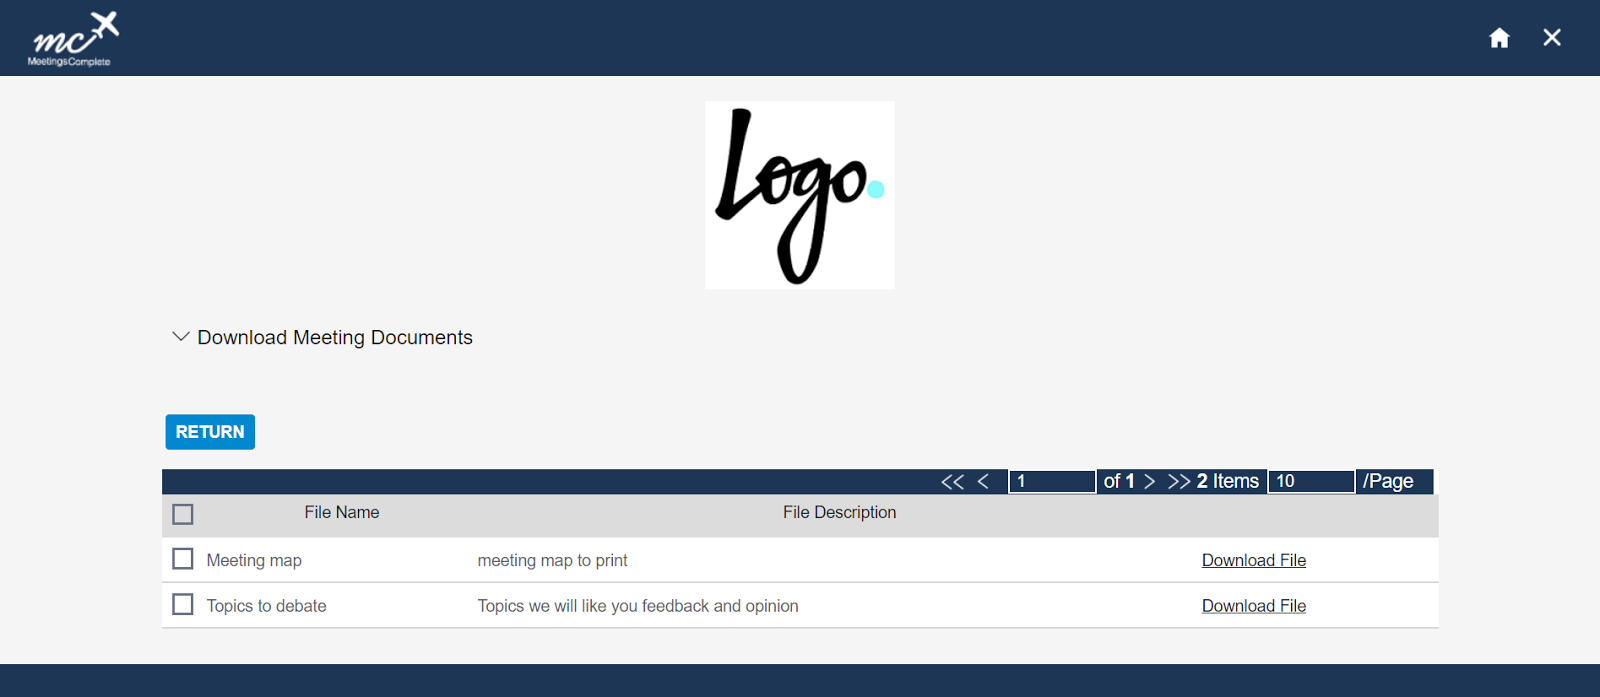 mc
MeetingsComplete
Logo.
Download Meeting Documents
RETURN
<< < 1 of 1 > >> 2 Items 10 /Page
File Name File Description
Meeting map meeting map to print Download File
Topics to debate Topics we will like you feedback and opinion Download File